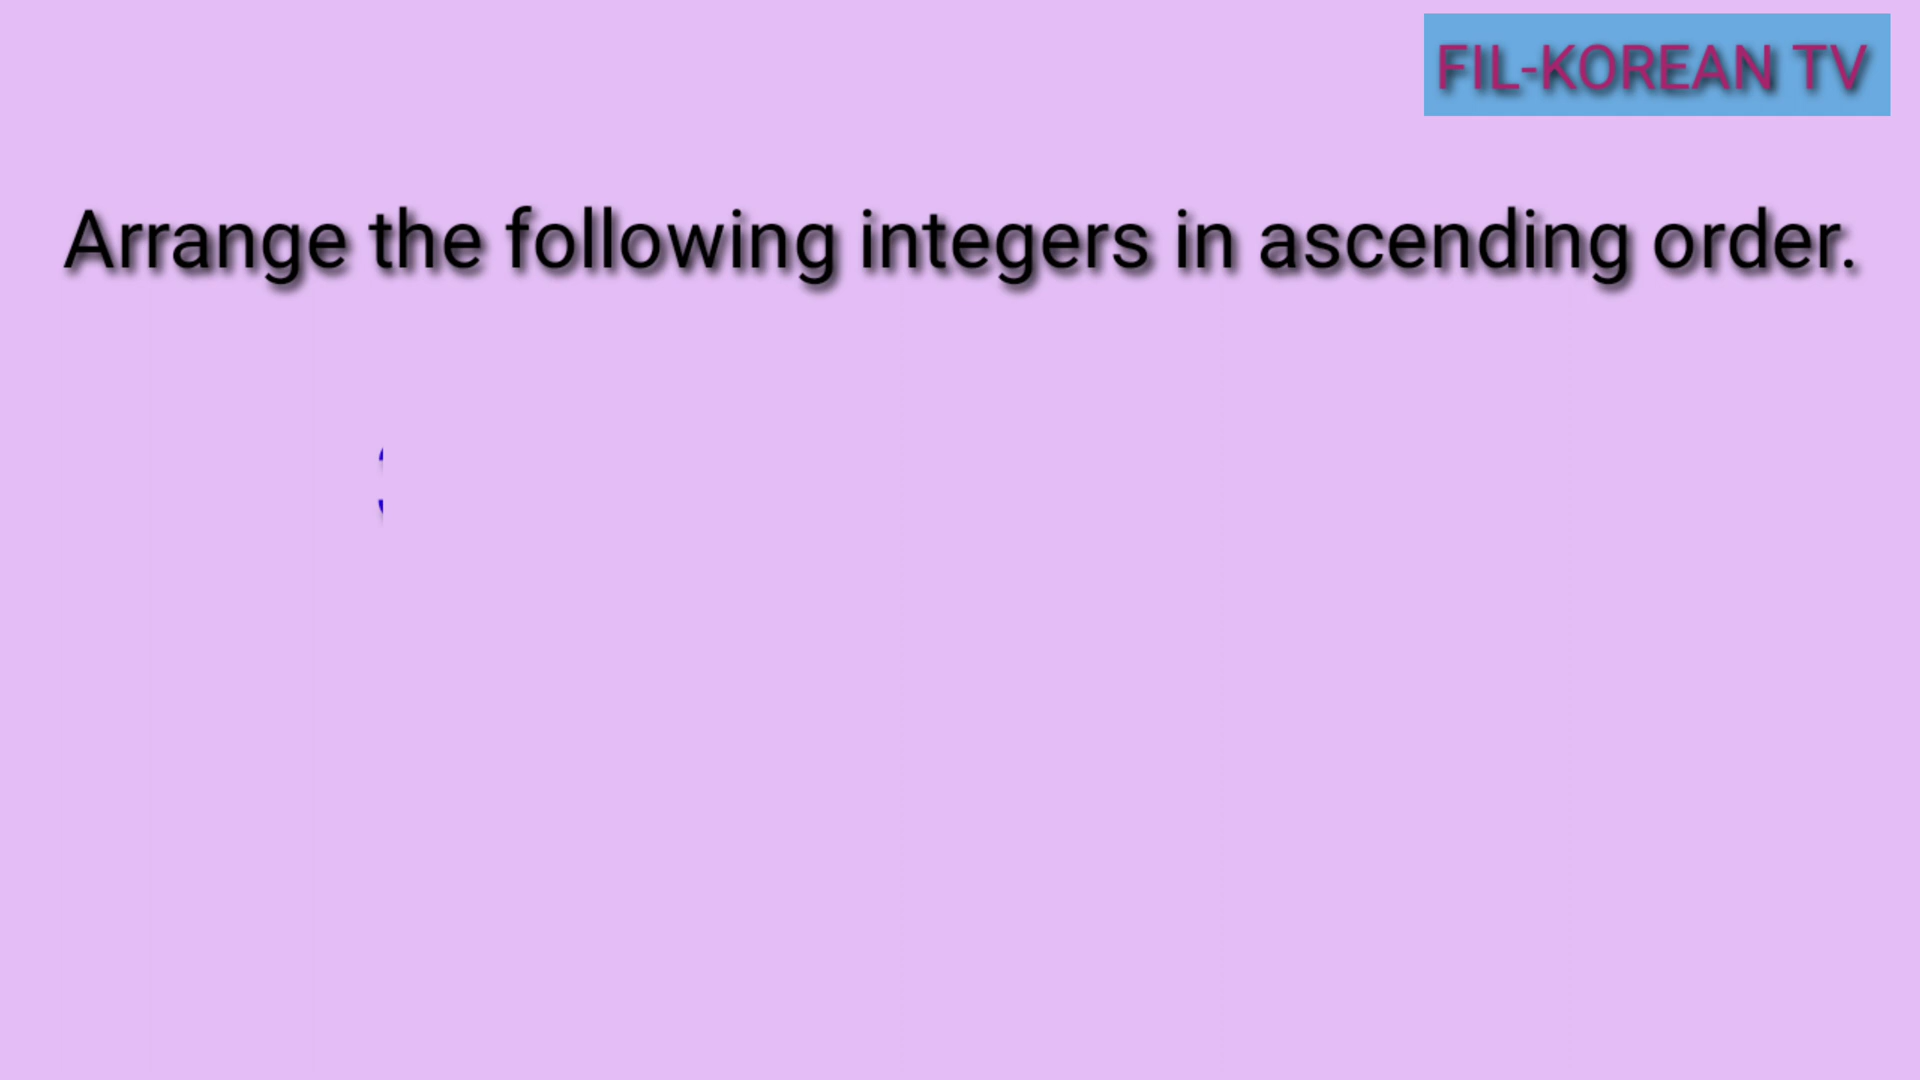 FIL-KOREAN TV
Arrange the following integers in ascending order.